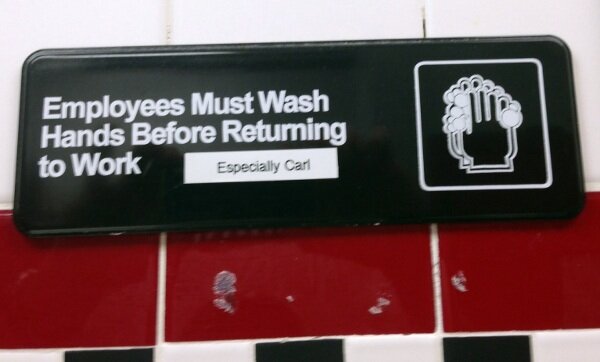 Employees Must Wash
Hands Before Returning
to Work
Especially Carl